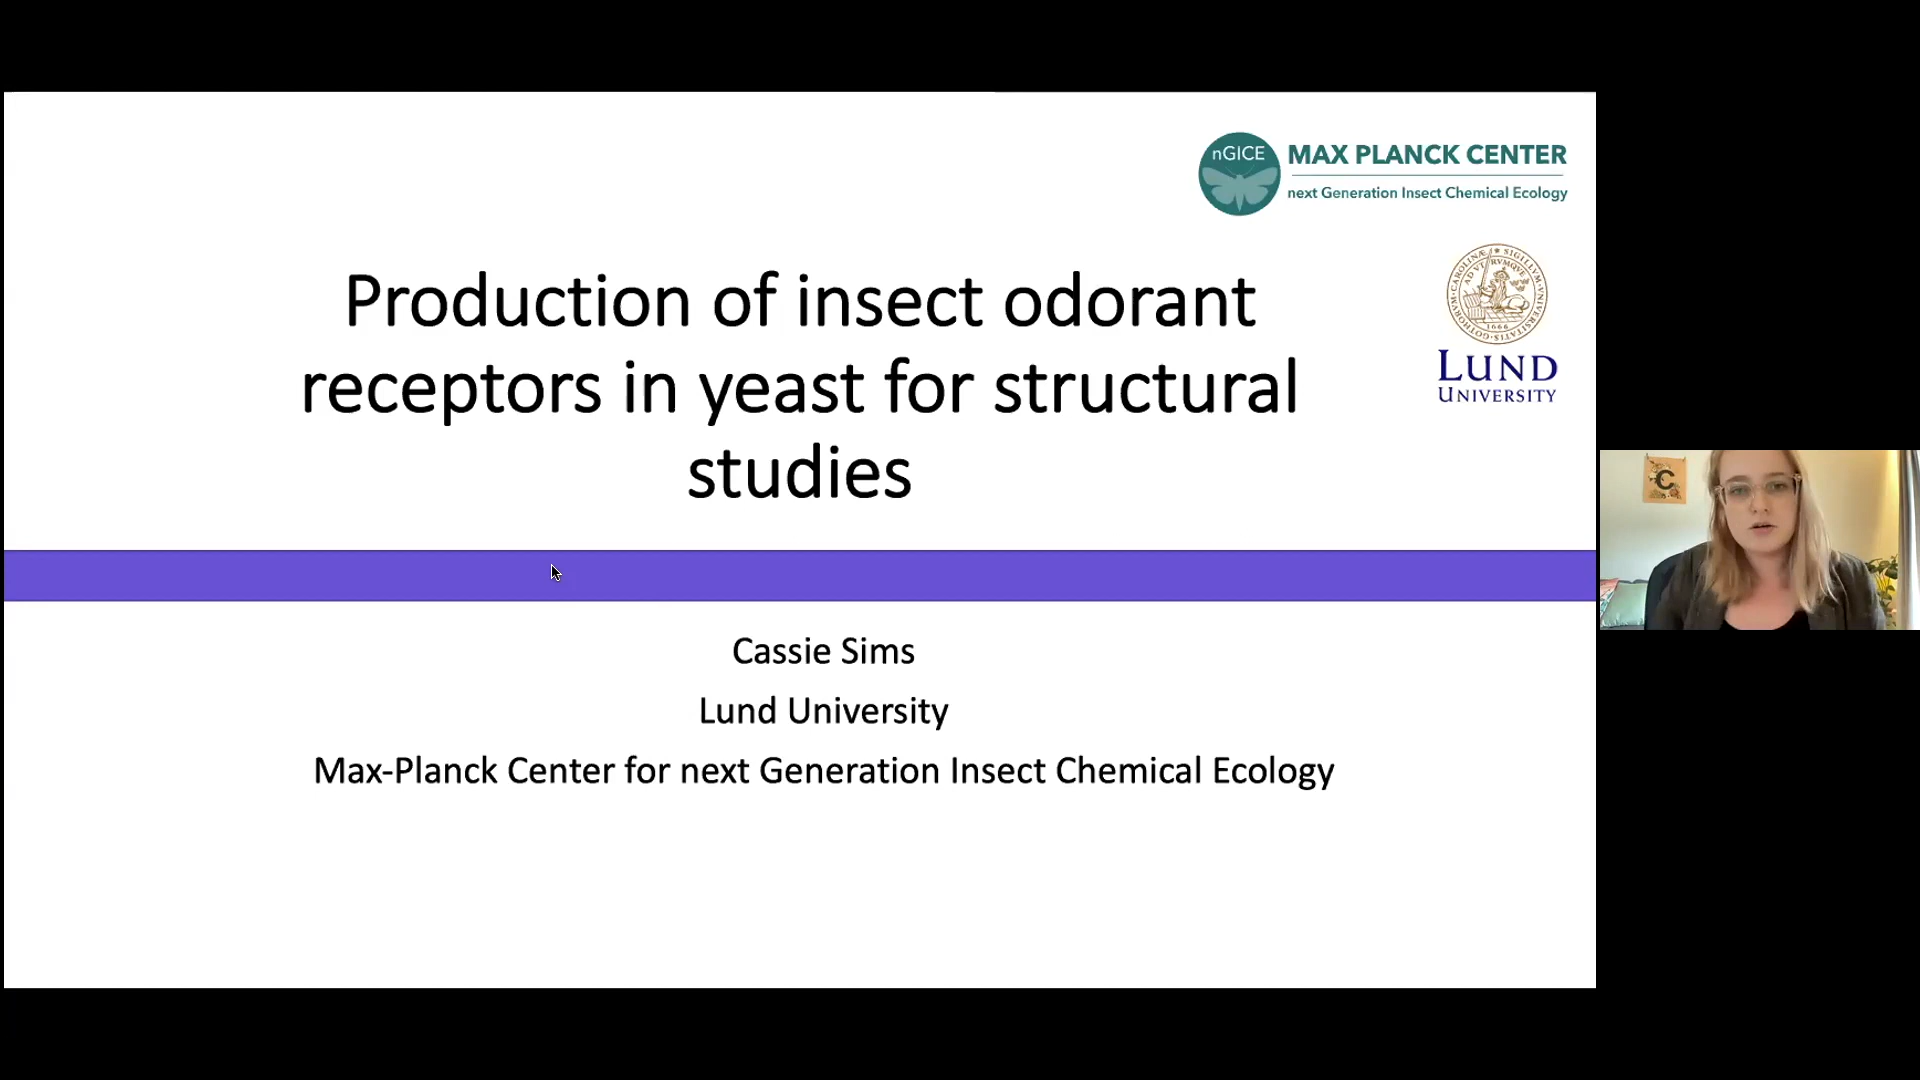 nGICE
MAX PLANCK CENTER
next Generation Insect Chemical Ecology
Production of insect odorant
receptors in yeast for structural
studies
1666
LUND
UNIVERSITY
C
Cassie Sims
Lund University
Max-Planck Center for next Generation Insect Chemical Ecology